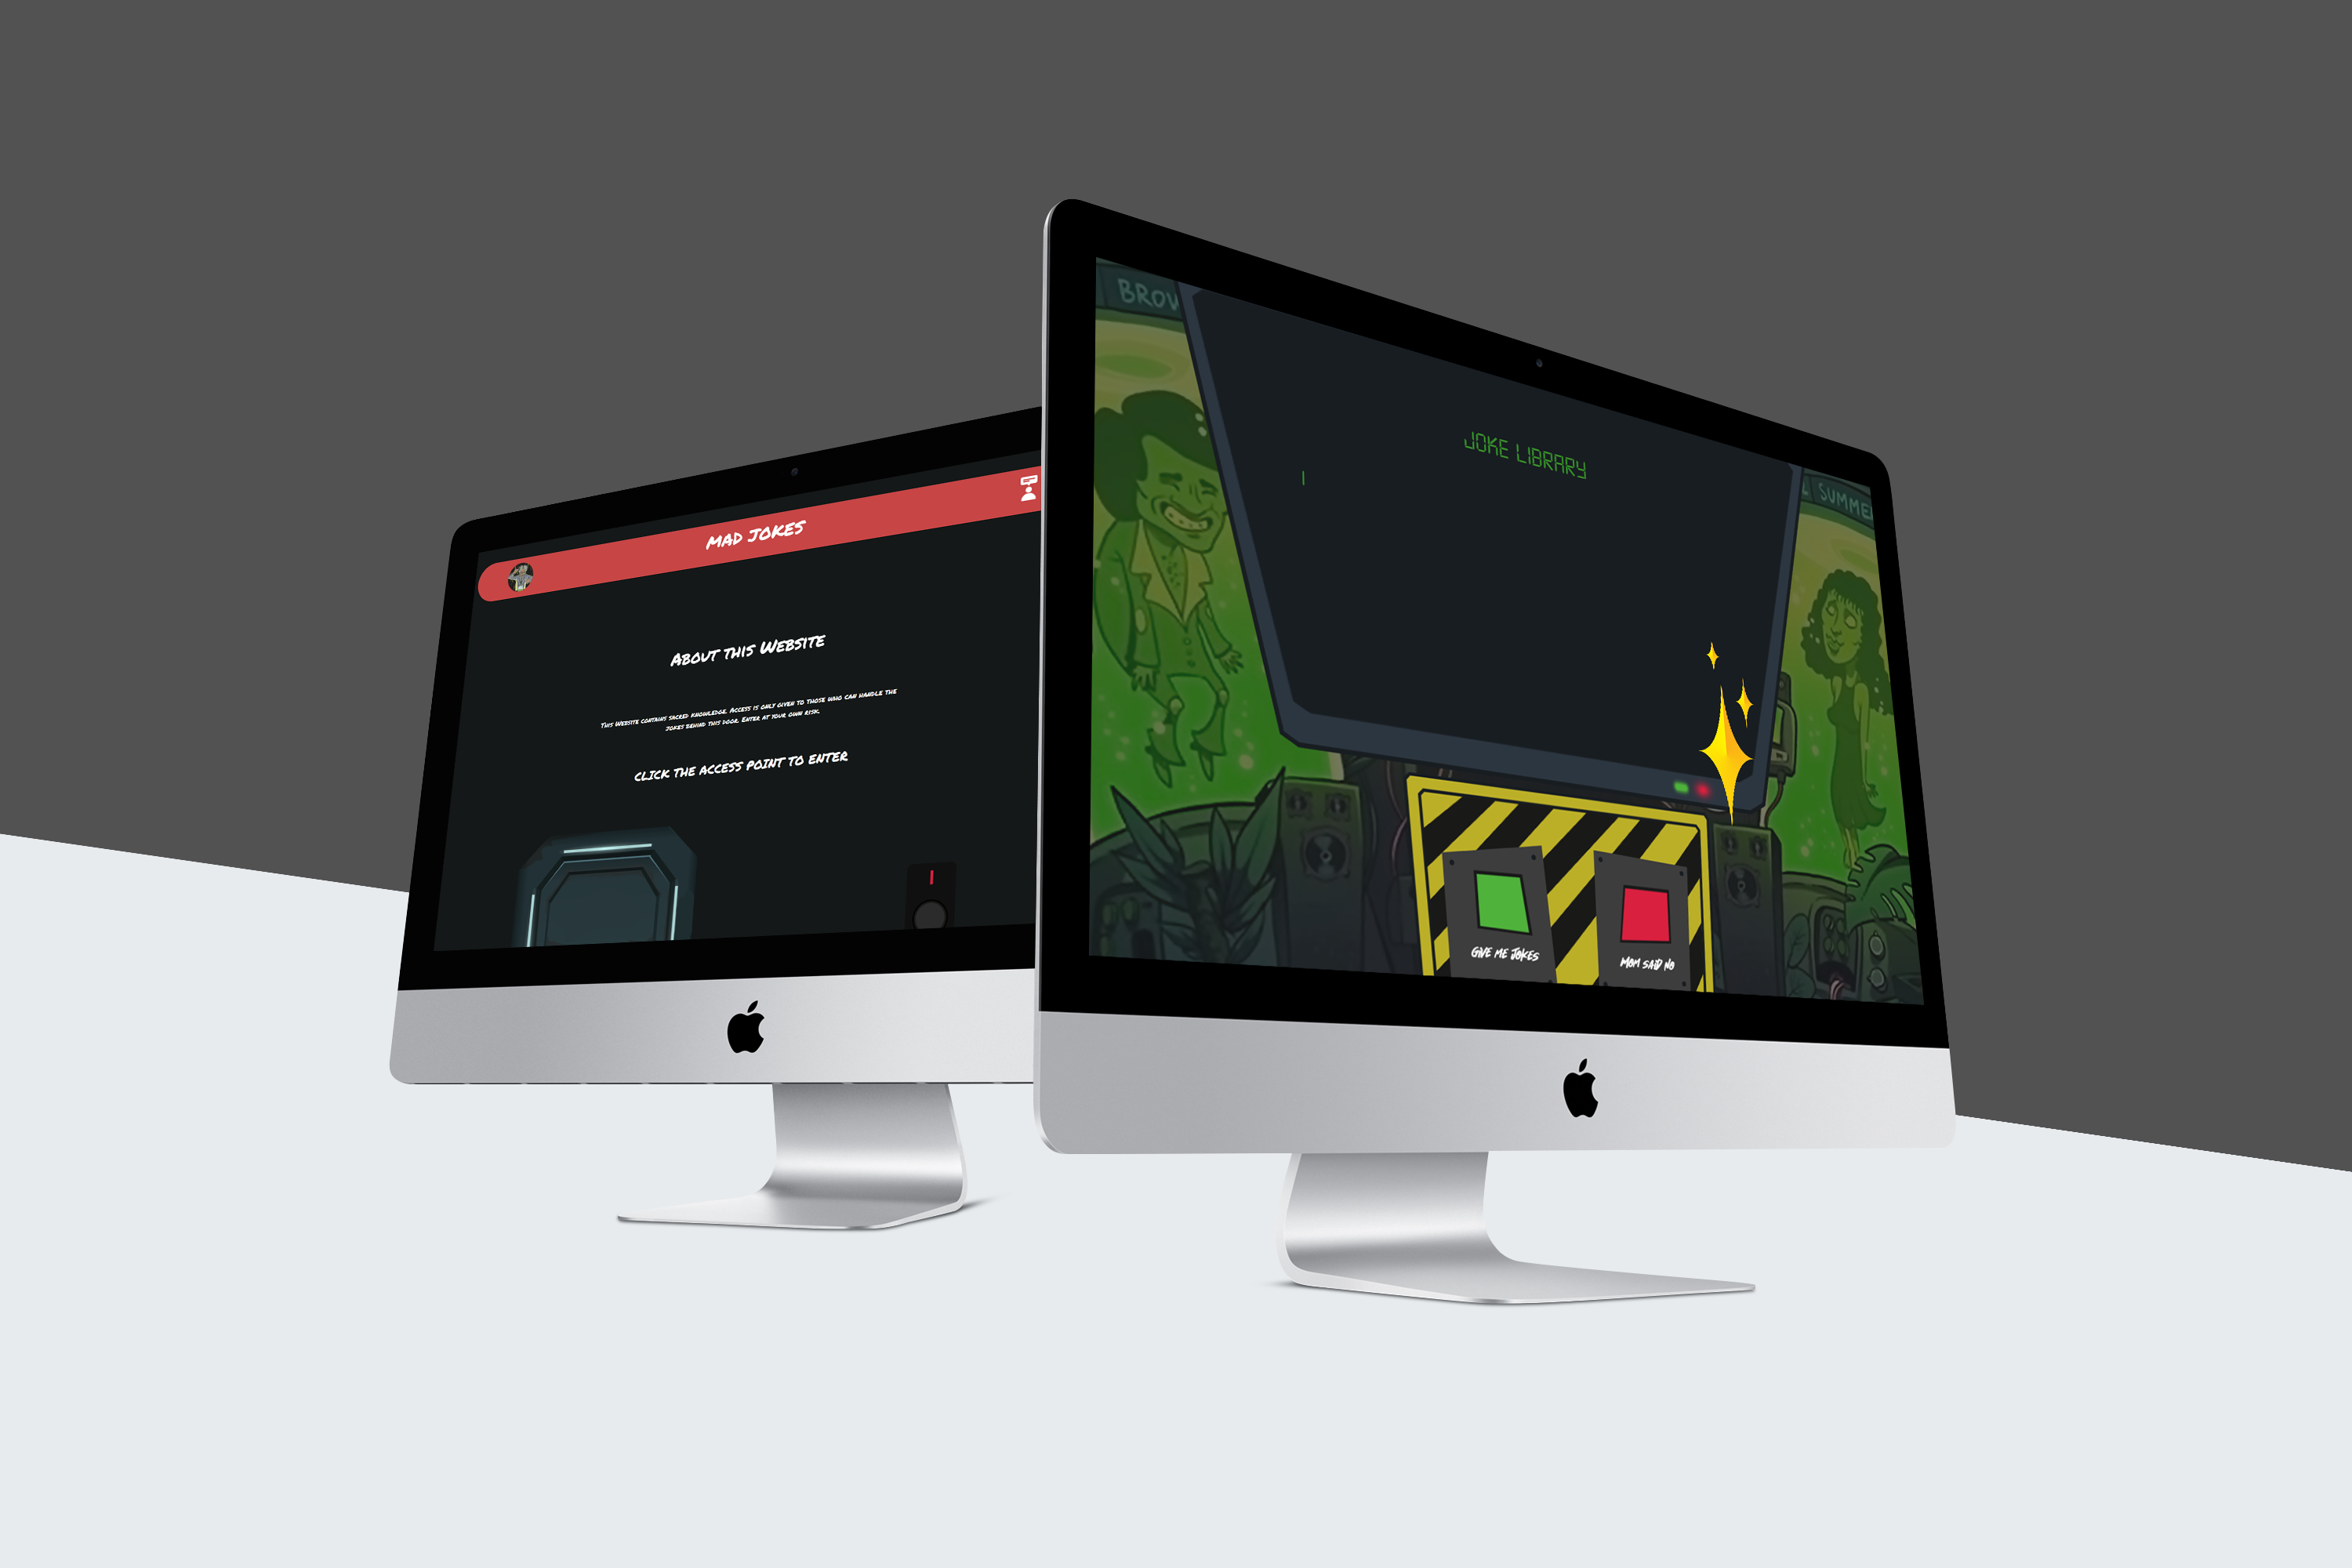 MAD JOKES
ABOUT THIS WEBSITE
THIS WEBSITE CONTAINS SACRED KNOWLEDGE. ACCESS IS ONLY GIVEN TO THOSE WHO CAN HANDLE THE
JOKES BEHIND THIS DOOR. ENTER AT YOUR OWN RISK.
CLICK THE ACCESS POINT TO ENTER
BROW
JOKE LIBRARY
L SUMME
GIVE ME JOKES
MOM SAID NO